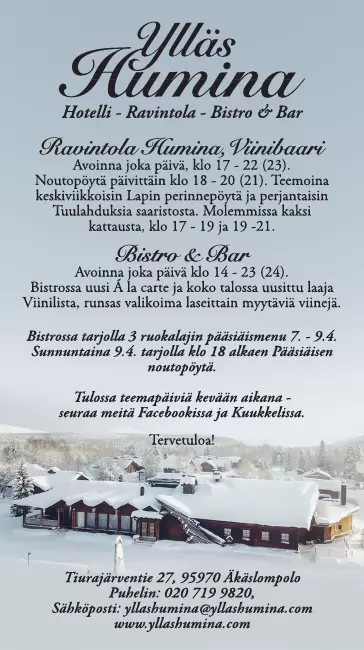 Ylläs
Humina
Hotelli - Ravintola - Bistro & Bar
Ravintola Humina, Viinibaari
Avoinna joka päivä, klo 17 - 22 (23).
Noutopöytä päivittäin klo 18 - 20 (21). Teemoina
keskiviikkoisin Lapin perinnepöytä ja perjantaisin
Tuulahduksia saaristosta. Molemmissa kaksi
kattausta, klo 17 - 19 ja 19 -21.
Bistro & Bar
Avoinna joka päivä klo 14 - 23 (24).
Bistrossa uusi Á la carte ja koko talossa uusittu laaja
Viinilista, runsas valikoima laseittain myytäviä viinejä.
Bistrossa tarjolla 3 ruokalajin pääsiäismenu 7. - 9.4.
Sunnuntaina 9.4. tarjolla klo 18 alkaen Pääsiäisen
noutopöytä.
Tulossa teemapäiviä kevään aikana -
seuraa meitä Facebookissa ja Kuukkelissa.
Tervetuloa!
Tiurajärventie 27, 95970 Äkäslompolo
Puhelin: 020 719 9820,
Sähköposti: yllashumina@yllashumina.com
www.yllashumina.com